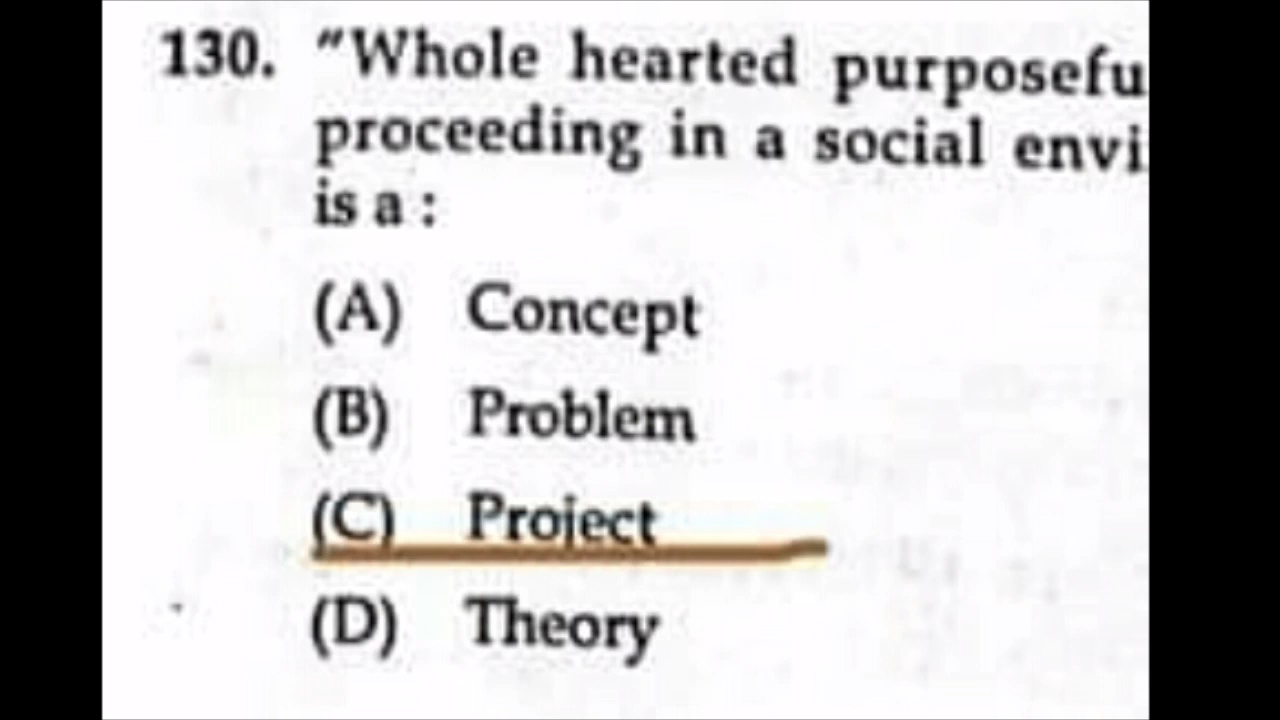 130. "Whole hearted purposefu
proceeding in a social envi
is a :
(A) Concept
(B) Problem
(C) Project
(D) Theory